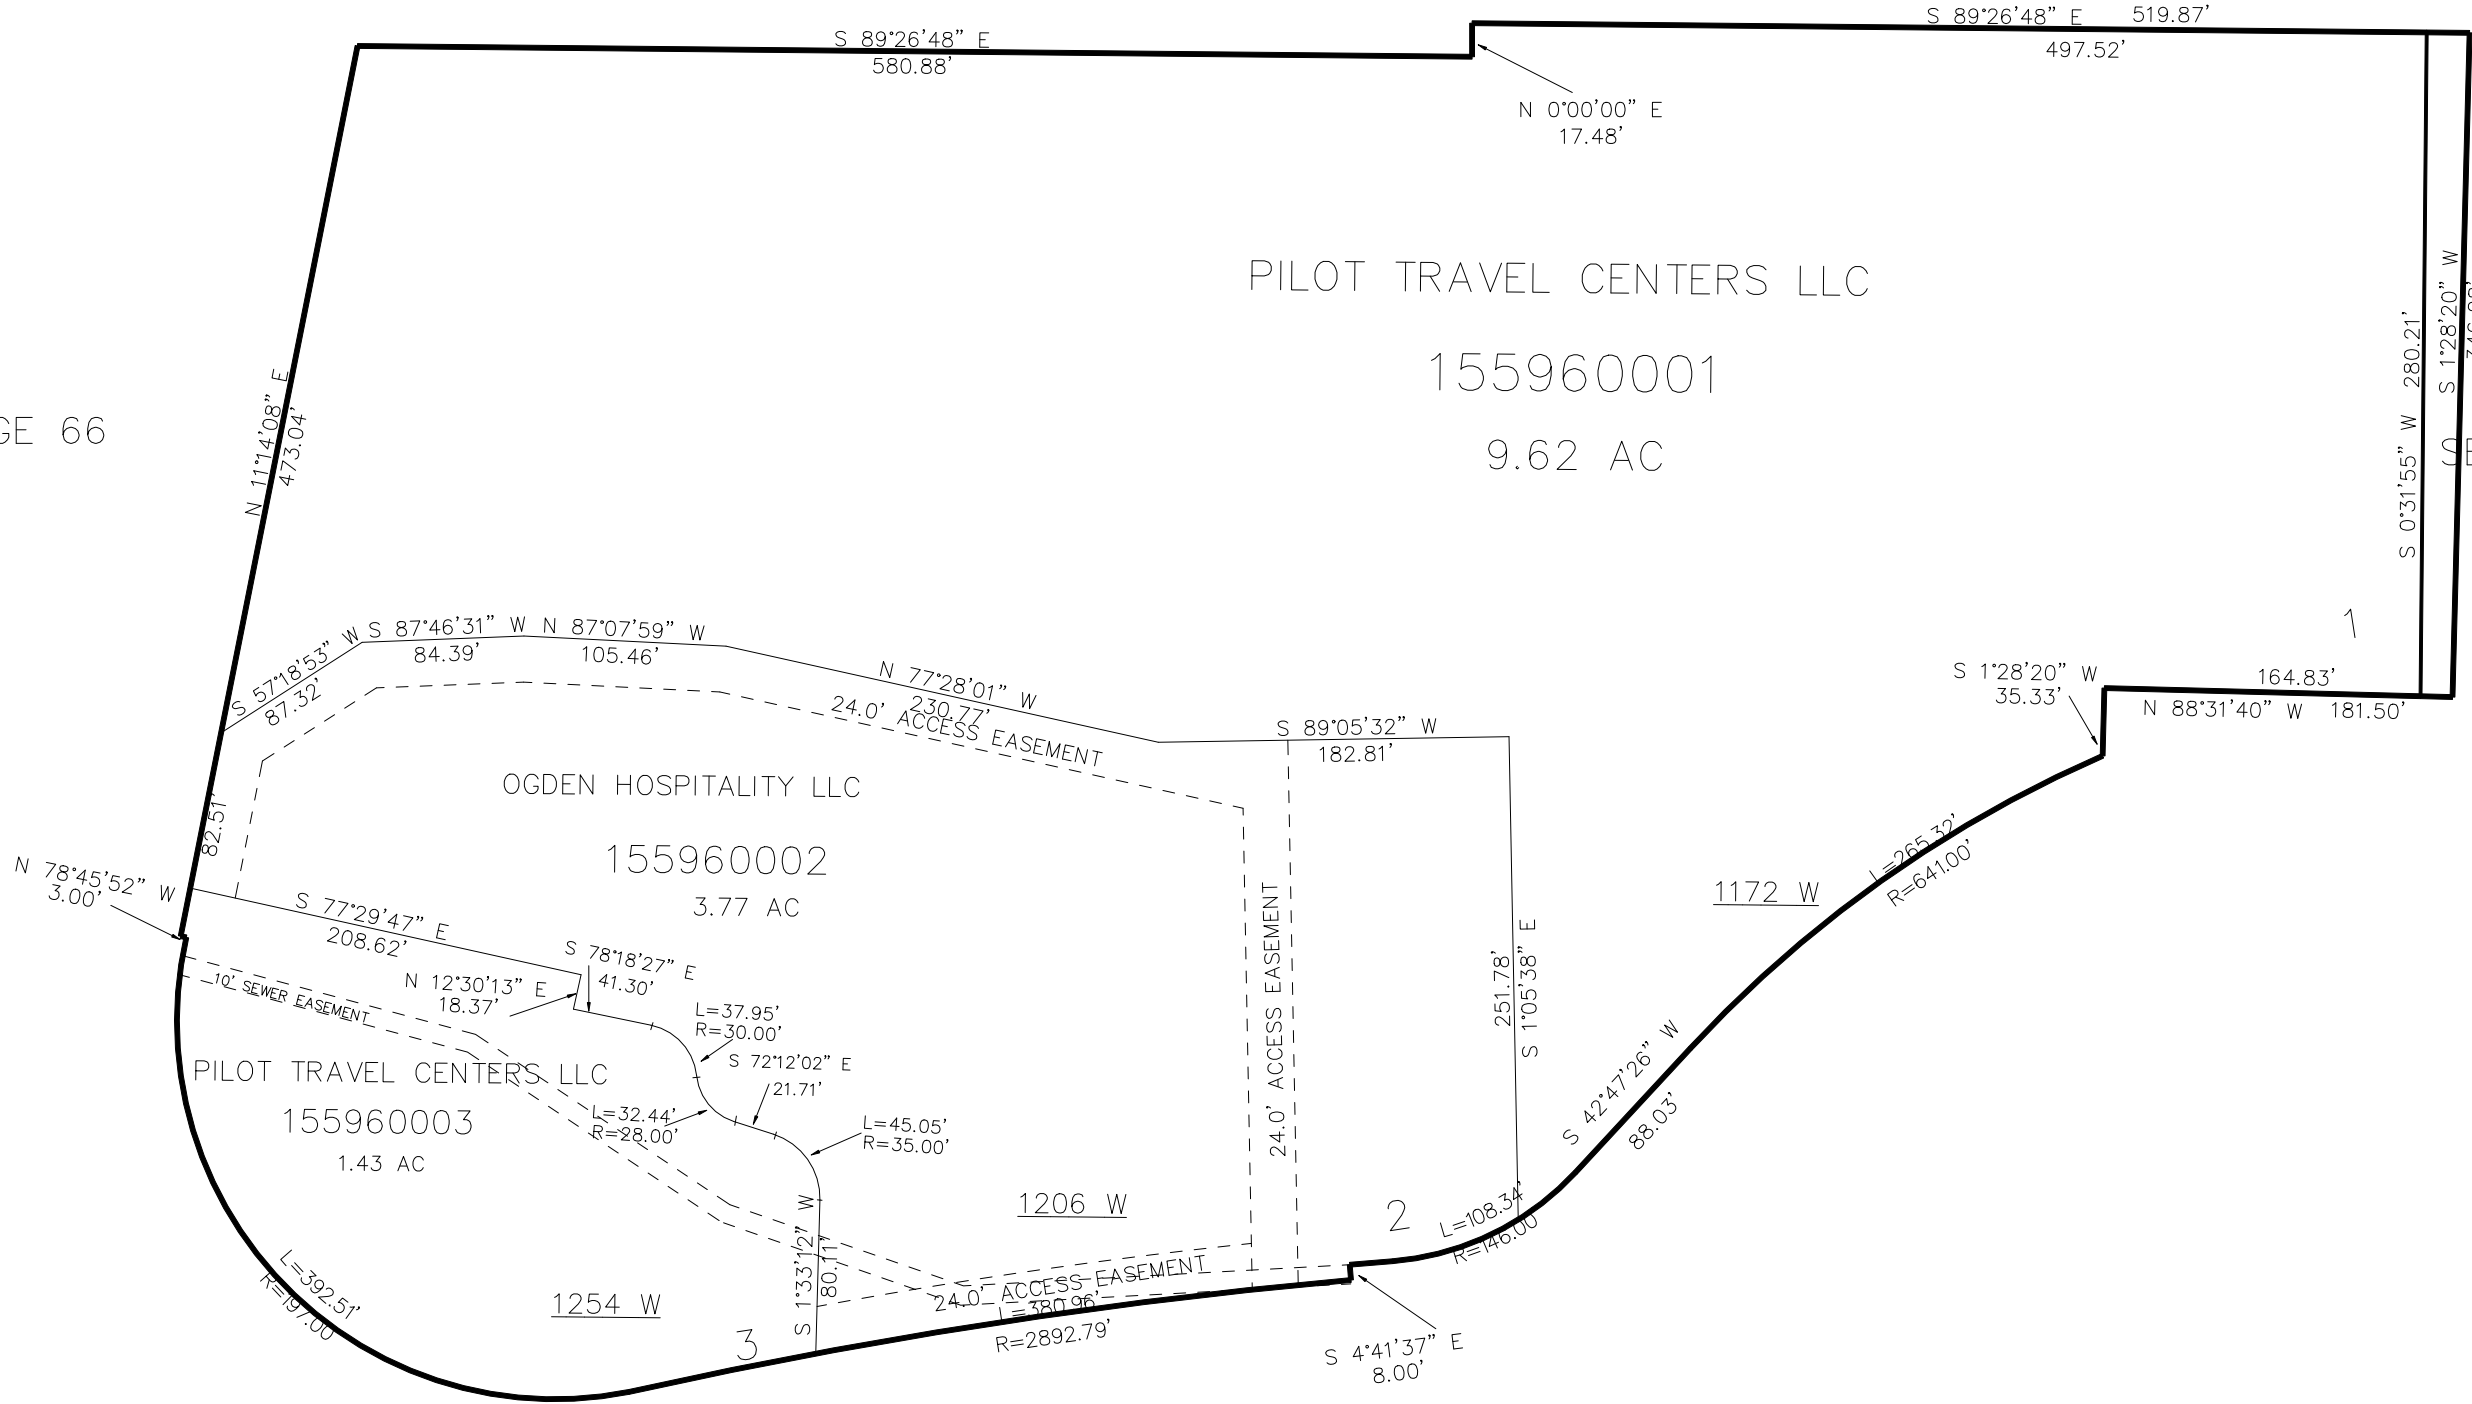 S 89°26'48" E 519.87'
497.52'
S 89°26'48" E
580.88'
N 0°00'00" E
17.48'
PILOT TRAVEL CENTERS LLC
155960001
9.62 AC
S 1°28'20" W
S 0°31'55" W 280.21'
N 11°14'08" E
473.04'
GE 66
1
S 57°18'53" W
87.32'
S 87°46'31" W
84.39'
N 87°07'59" W
105.46'
N 77°28'01" W
230.77'
24.0' ACCESS EASEMENT
S 89°05'32" W
182.81'
S 1°28'20" W
35.33'
164.83'
N 88°31'40" W 181.50'
82.51'
OGDEN HOSPITALITY LLC
155960002
3.77 AC
N 78°45'52" W
3.00'
S 77°29'47" E
208.62'
S 78°18'27" E
41.30'
N 12°30'13" E
18.37'
10' SEWER EASEMENT
L=37.95'
R=30.00'
S 72°12'02" E
21.71'
L=32.44'
R=28.00'
L=45.05'
R=35.00'
24.0' ACCESS EASEMENT
251.78'
S 1°05'38" E
1172 W
L=265.32'
R=641.00'
S 42°47'26" W
88.03'
PILOT TRAVEL CENTERS LLC
155960003
1.43 AC
1206 W
2
L=108.34'
R=146.00
S 1°33'12" W
80.11'
24.0' ACCESS EASEMENT
L=380.96'
R=2892.79'
S 4°41'37" E
8.00'
L=392.51'
R=197.00
1254 W
3